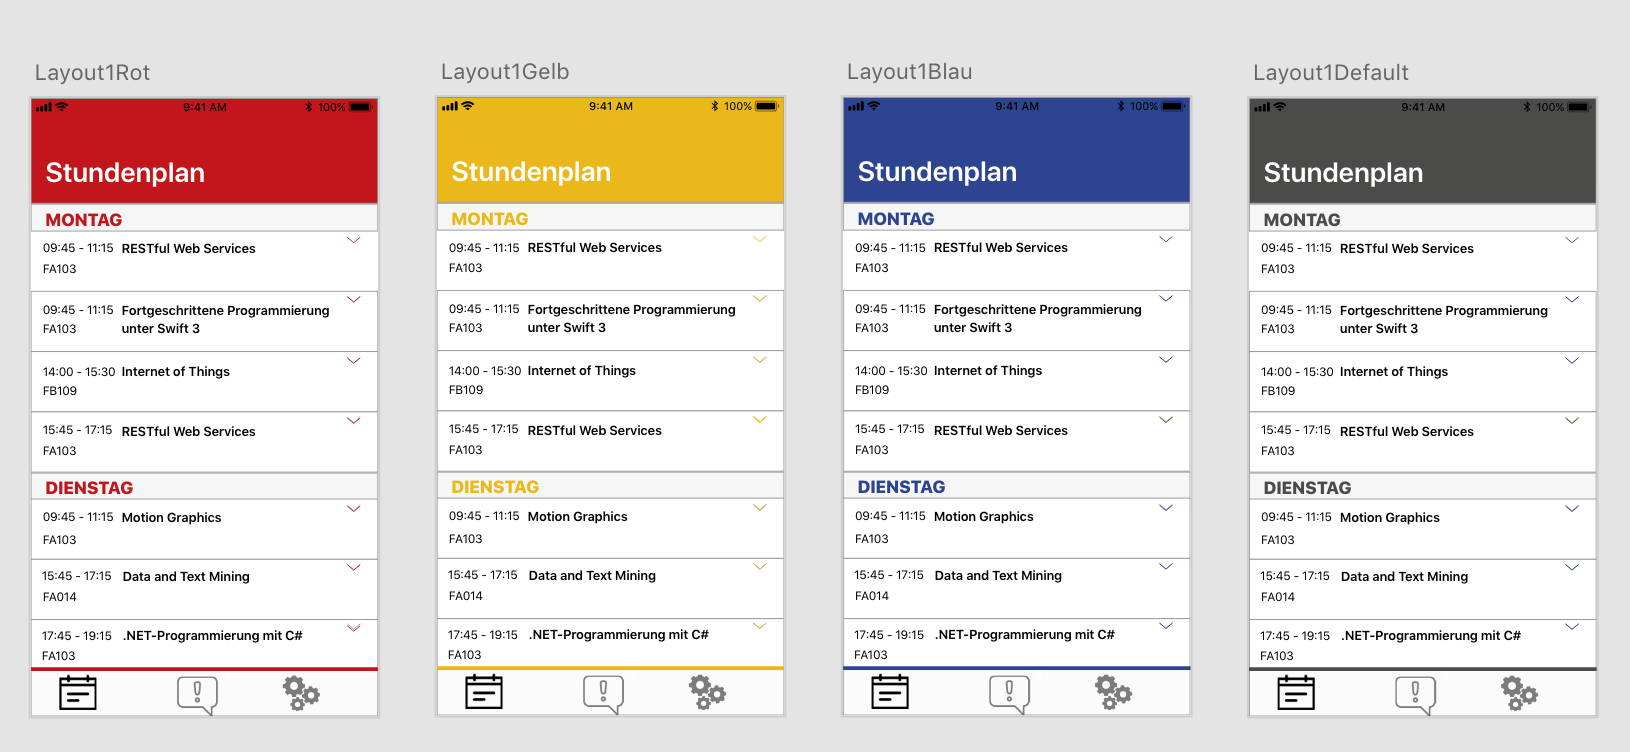 Layout1Rot
9:41 AM 100%
Stundenplan
MONTAG
09:45 - 11:15 RESTful Web Services
FA103
09:45 - 11:15 Fortgeschrittene Programmierung
FA103 unter Swift 3
14:00 - 15:30 Internet of Things
FB109
15:45 - 17:15 RESTful Web Services
FA103
DIENSTAG
09:45 - 11:15 Motion Graphics
FA103
15:45 - 17:15 Data and Text Mining
FA014
17:45 - 19:15 .NET-Programmierung mit C#
FA103
Layout1Gelb
9:41 AM 100%
Stundenplan
MONTAG
09:45 - 11:15 RESTful Web Services
FA103
09:45 - 11:15 Fortgeschrittene Programmierung
FA103 unter Swift 3
14:00 - 15:30 Internet of Things
FB109
15:45 - 17:15 RESTful Web Services
FA103
DIENSTAG
09:45 - 11:15 Motion Graphics
FA103
15:45 - 17:15 Data and Text Mining
FA014
17:45 - 19:15 .NET-Programmierung mit C#
FA103
Layout1Blau
9:41 AM 100%
Stundenplan
MONTAG
09:45 - 11:15 RESTful Web Services
FA103
09:45 - 11:15 Fortgeschrittene Programmierung
FA103 unter Swift 3
14:00 - 15:30 Internet of Things
FB109
15:45 - 17:15 RESTful Web Services
FA103
DIENSTAG
09:45 - 11:15 Motion Graphics
FA103
15:45 - 17:15 Data and Text Mining
FA014
17:45 - 19:15 .NET-Programmierung mit C#
FA103
Layout1Default
9:41 AM 100%
Stundenplan
MONTAG
09:45 - 11:15 RESTful Web Services
FA103
09:45 - 11:15 Fortgeschrittene Programmierung
FA103 unter Swift 3
14:00 - 15:30 Internet of Things
FB109
15:45 - 17:15 RESTful Web Services
FA103
DIENSTAG
09:45 - 11:15 Motion Graphics
FA103
15:45 - 17:15 Data and Text Mining
FA014
17:45 - 19:15 .NET-Programmierung mit C#
FA103